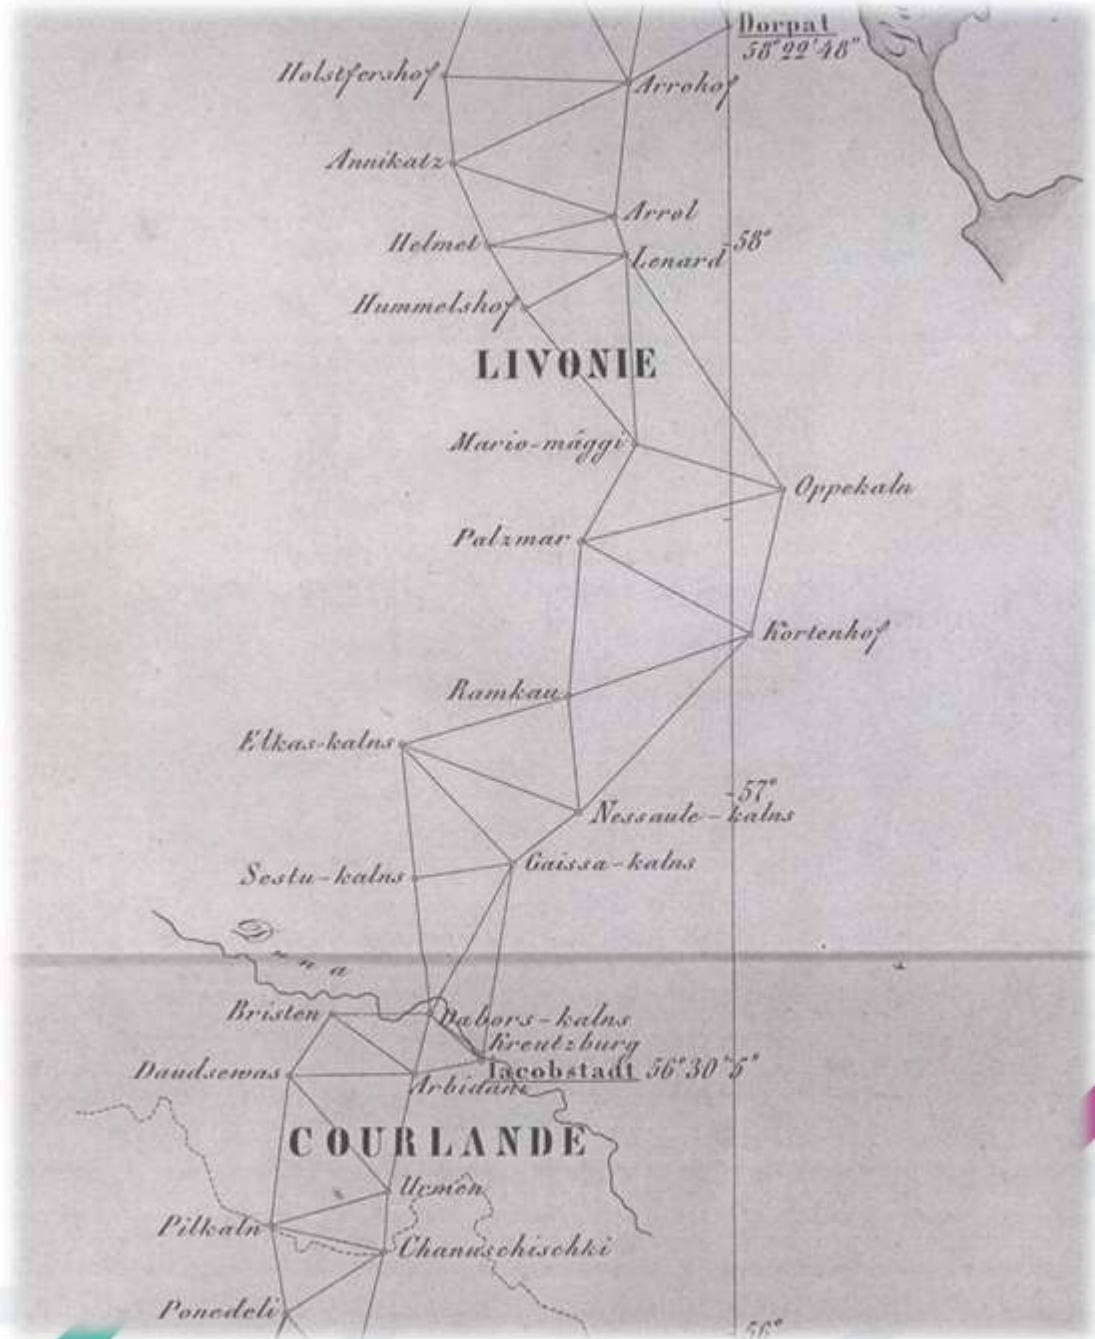 Dorpat
58° 22' 48"
Holstfershof
Arrohof
Annikatz
Arrol
Helmet
58°
Lenard
Hummelshof
LIVONIE
Mario-mäggi
Oppekaln
Palzmar
Kortenhof
Ramkau
Elkas-kalns
57°
Nessaule-kalns
Gaissa-kalns
Sestu-kalns
Duna
Bristen
Dabors-kalns
Kreutzburg
Daudsewas
Jacobstadt 56° 30' 5"
Arbidani
COURLANDE
Urmen
Pilkaln
Chanuschischki
Ponedeli
56°